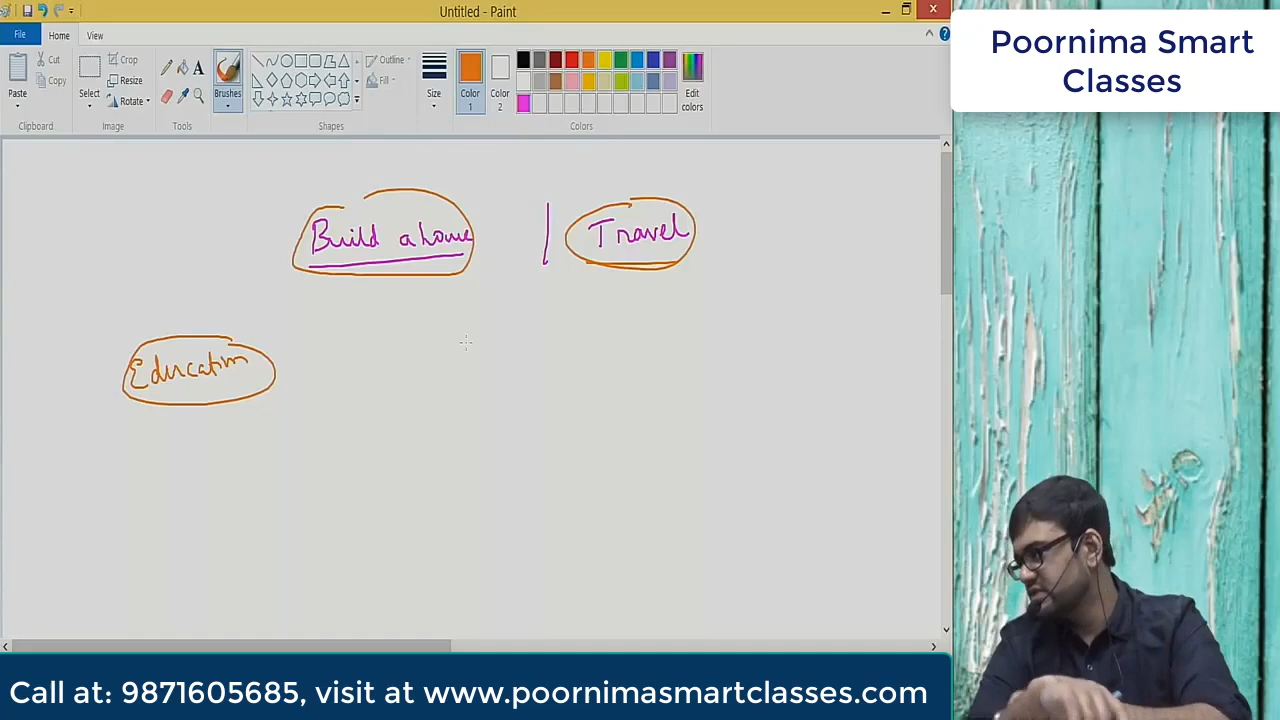 Untitled - Paint
File Home View
Poornima Smart
Classes
Paste
Cut
Copy
Clipboard
Select
Crop
Resize
Rotate
Image
Tools
Brushes
Shapes
Outline
Fill
Size
Color
1
Color
2
Edit
colors
Colors
Build a home | Travel
Education
Call at: 9871605685, visit at www.poornimasmartclasses.com